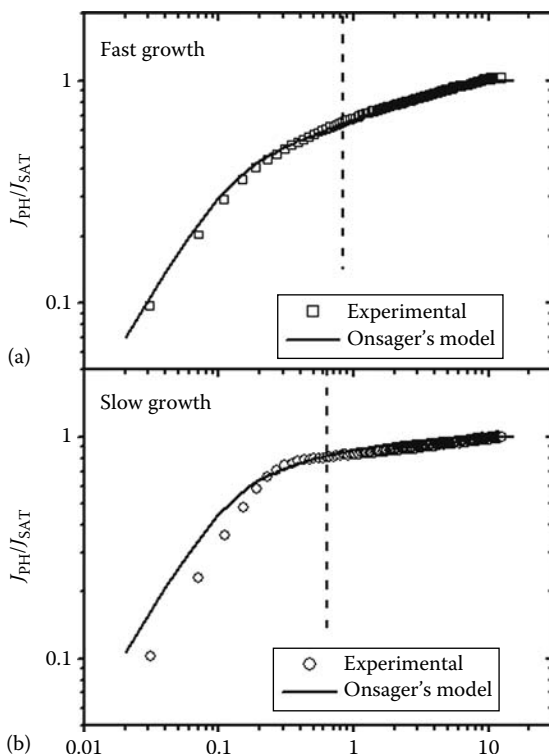 Fast growth
1
J_PH/J_SAT
0.1
Experimental
Onsager's model
(a)
Slow growth
1
J_PH/J_SAT
0.1
Experimental
Onsager's model
(b)
0.01 0.1 1 10